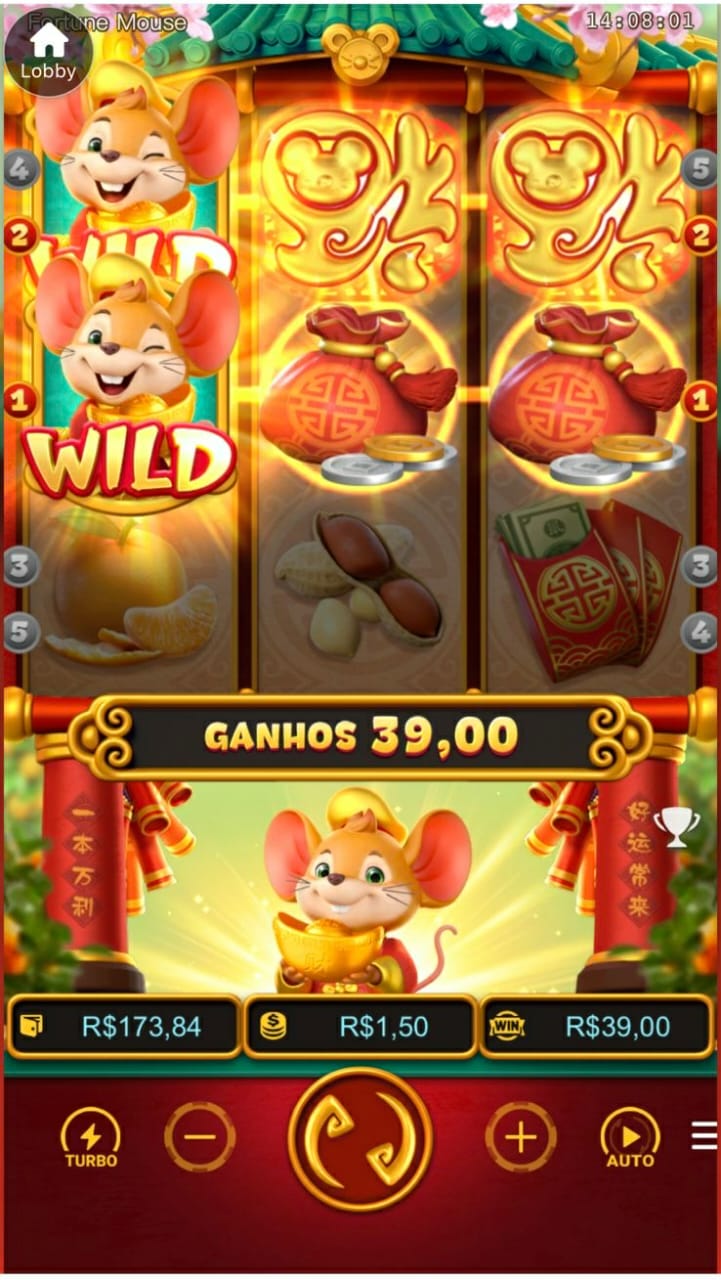 Fortune Mouse
14:08:01
Lobby
WILD
4
5
2
2
WILD
1
1
3
3
5
4
GANHOS 39,00
一本万利
好运常来
财
R$173,84
R$1,50
WIN
R$39,00
TURBO
AUTO